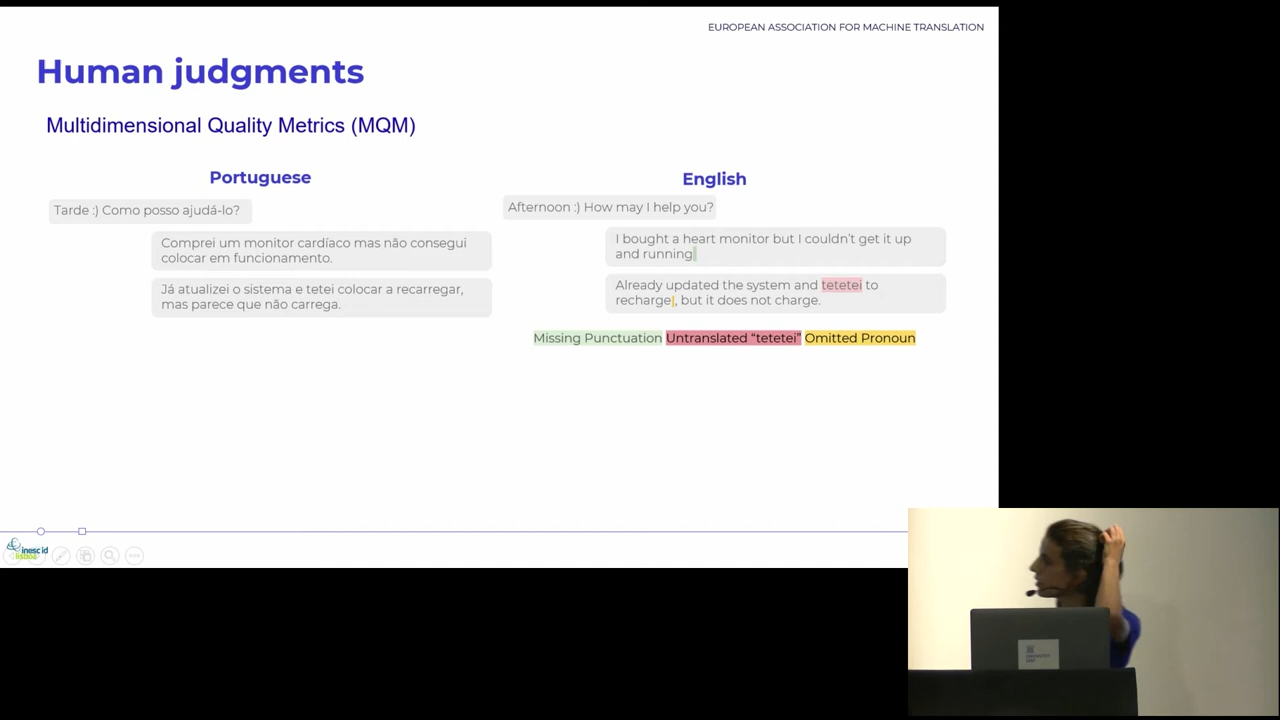 EUROPEAN ASSOCIATION FOR MACHINE TRANSLATION
Human judgments
Multidimensional Quality Metrics (MQM)
Portuguese
Tarde :) Como posso ajudá-lo?
Comprei um monitor cardíaco mas não consegui
colocar em funcionamento.
Já atualizei o sistema e tetei colocar a recarregar,
mas parece que não carrega.
English
Afternoon :) How may I help you?
I bought a heart monitor but I couldn't get it up
and running
Already updated the system and tetetei to
recharge, but it does not charge.
Missing Punctuation Untranslated "tetetei" Omitted Pronoun
inesc id
lisboa